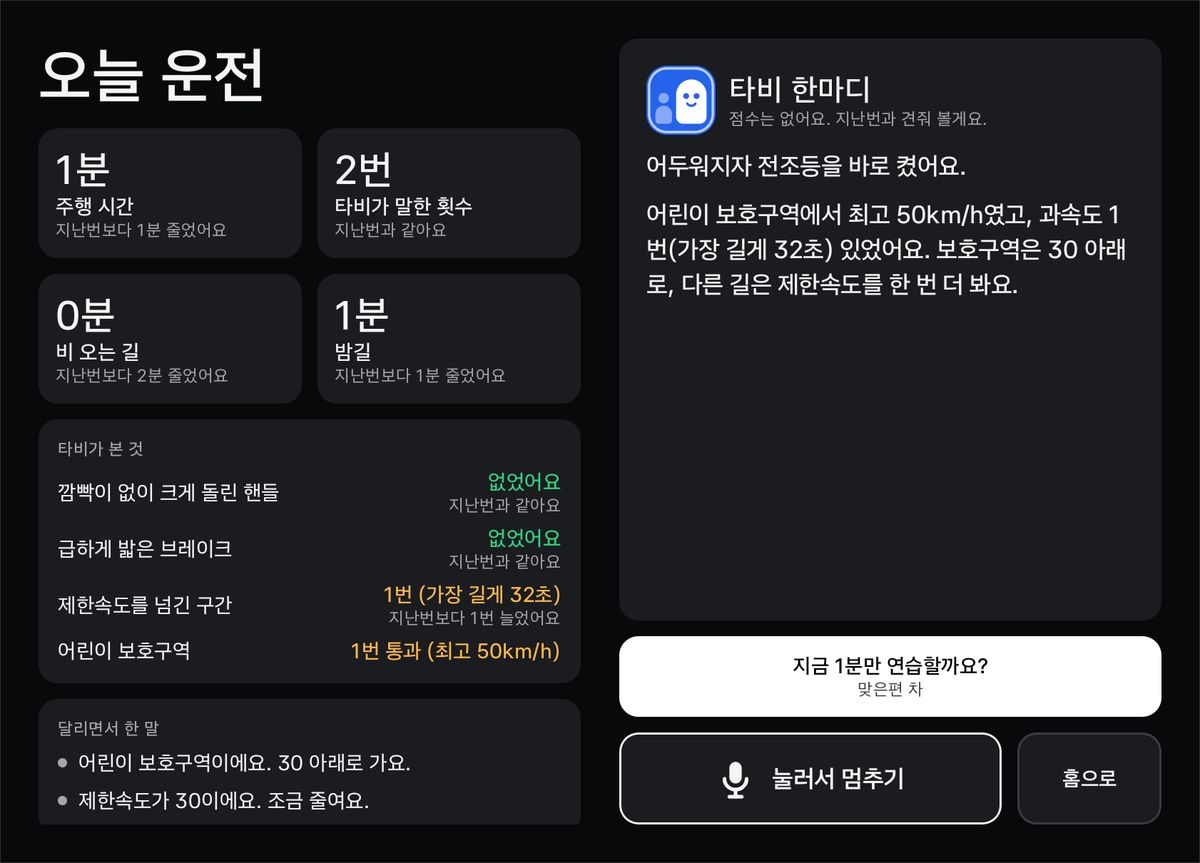 오늘 운전
1분
주행 시간
지난번보다 1분 줄었어요
2번
타비가 말한 횟수
지난번과 같아요
0분
비 오는 길
지난번보다 2분 줄었어요
1분
밤길
지난번보다 1분 줄었어요
타비가 본 것
깜빡이 없이 크게 돌린 핸들
없었어요
지난번과 같아요
급하게 밟은 브레이크
없었어요
지난번과 같아요
제한속도를 넘긴 구간
1번 (가장 길게 32초)
지난번보다 1번 늘었어요
어린이 보호구역
1번 통과 (최고 50km/h)
달리면서 한 말
어린이 보호구역이에요. 30 아래로 가요.
제한속도가 30이에요. 조금 줄여요.
타비 한마디
점수는 없어요. 지난번과 견줘 볼게요.
어두워지자 전조등을 바로 켰어요.
어린이 보호구역에서 최고 50km/h였고, 과속도 1
번(가장 길게 32초) 있었어요. 보호구역은 30 아래
로, 다른 길은 제한속도를 한 번 더 봐요.
지금 1분만 연습할까요?
맞은편 차
눌러서 멈추기
홈으로